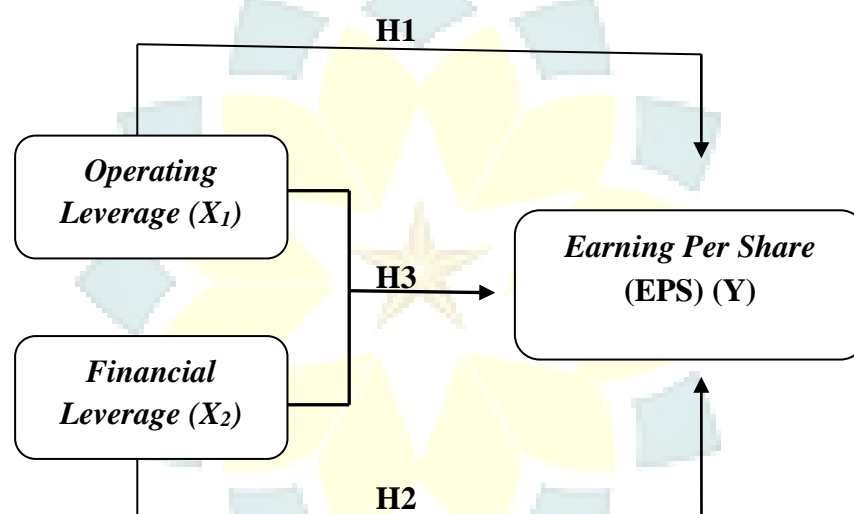 H1
Operating
Leverage (X1)
Earning Per Share
(EPS) (Y)
H3
Financial
Leverage (X2)
H2